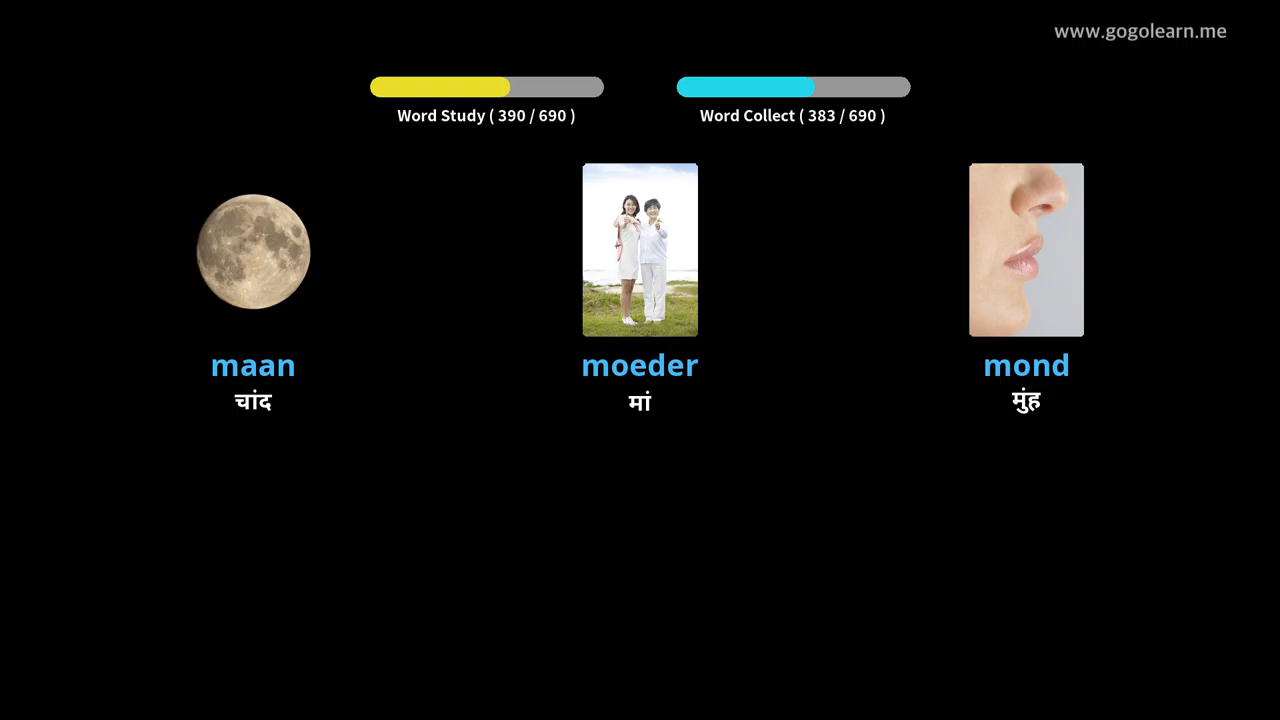 www.gogolearn.me
Word Study ( 390 / 690 )
Word Collect ( 383 / 690 )
maan
moeder
mond
चांद
मां
मुंह